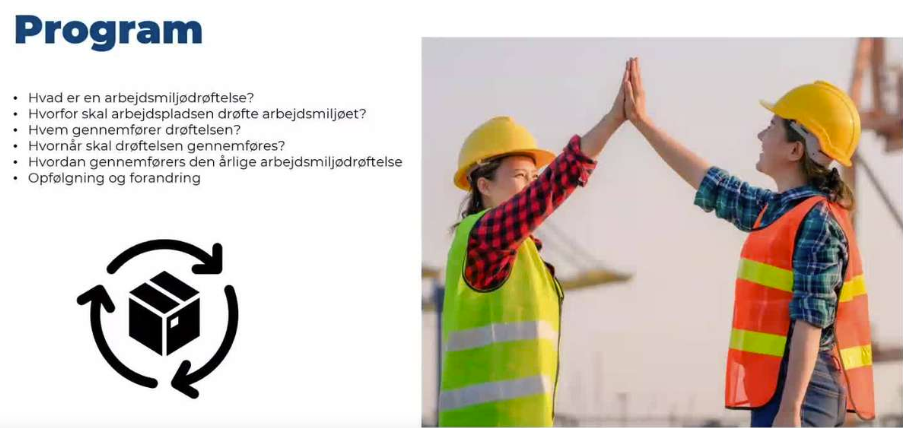 Program
• Hvad er en arbejdsmiljødrøftelse?
• Hvorfor skal arbejdspladsen drøfte arbejdsmiljøet?
• Hvem gennemfører drøftelsen?
• Hvornår skal drøftelsen gennemføres?
• Hvordan gennemførers den årlige arbejdsmiljødrøftelse
• Opfølgning og forandring